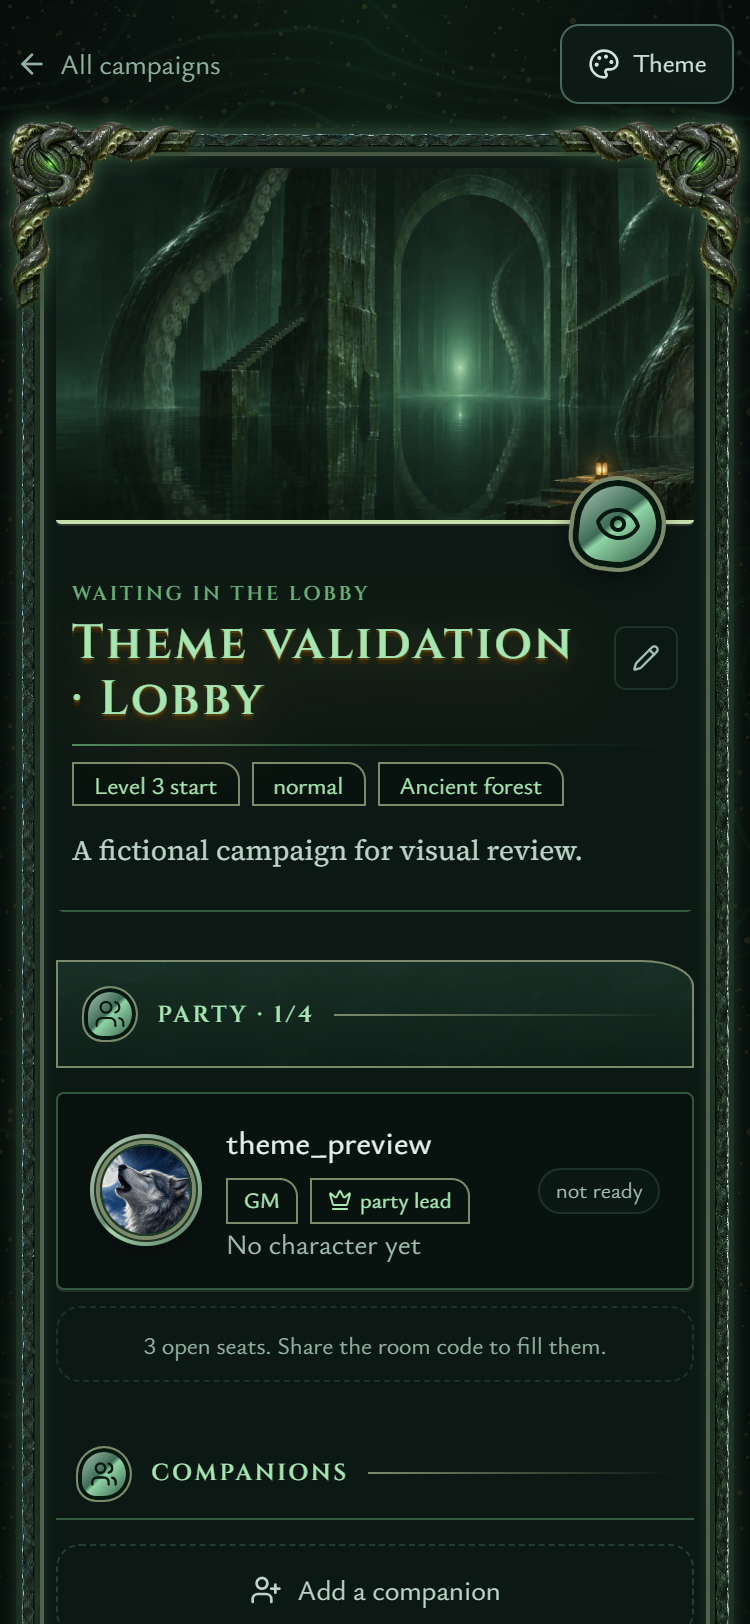 All campaigns
Theme
WAITING IN THE LOBBY
THEME VALIDATION
· LOBBY
Level 3 start
normal
Ancient forest
A fictional campaign for visual review.
PARTY · 1/4
theme_preview
GM
party lead
not ready
No character yet
3 open seats. Share the room code to fill them.
COMPANIONS
Add a companion